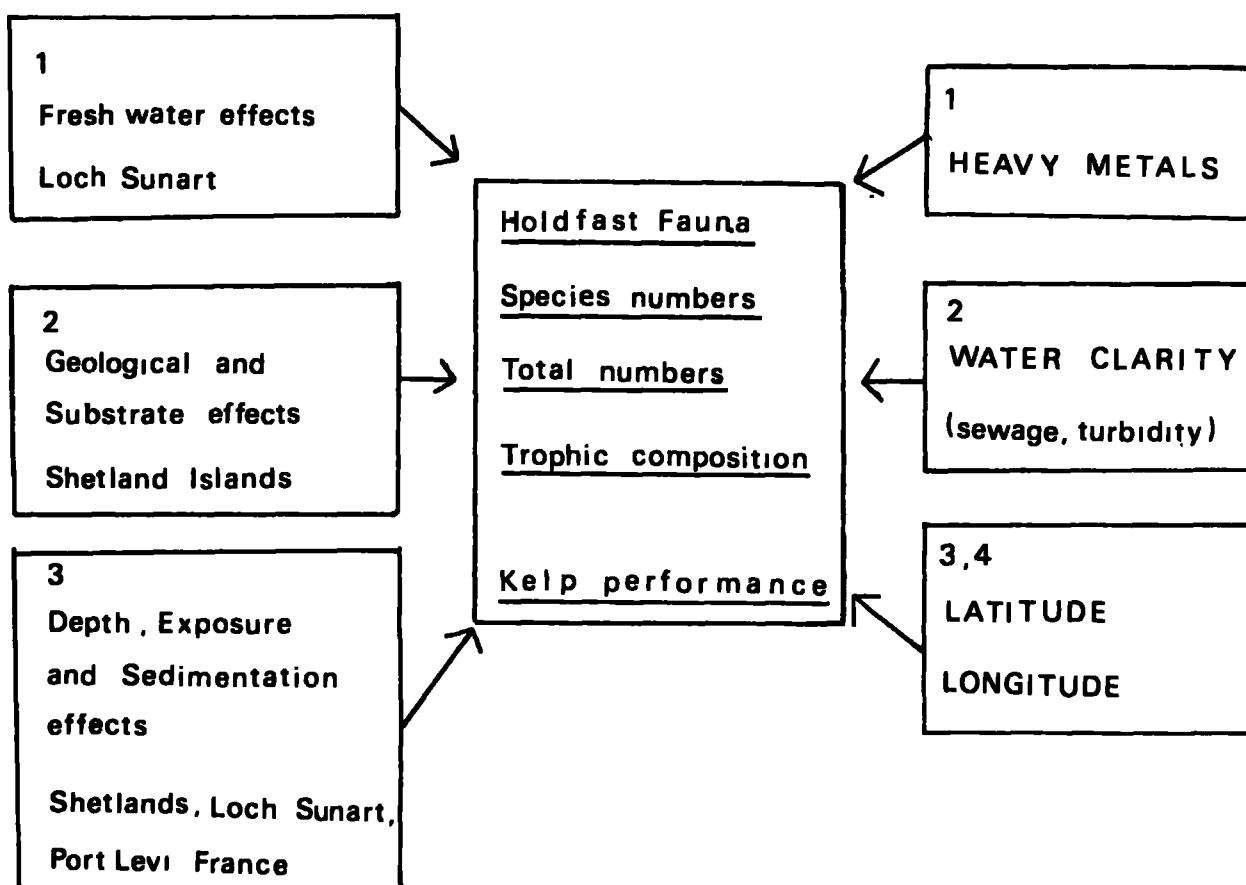 1
Fresh water effects
Loch Sunart
2
Geological and
Substrate effects
Shetland Islands
3
Depth, Exposure
and Sedimentation
effects
Shetlands, Loch Sunart,
Port Levi France
Holdfast Fauna
Species numbers
Total numbers
Trophic composition
Kelp performance
1
HEAVY METALS
2
WATER CLARITY
(sewage, turbidity)
3,4
LATITUDE
LONGITUDE